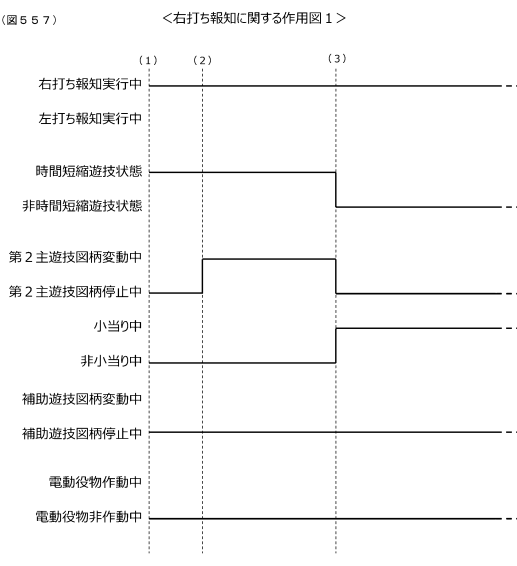 (図557)
＜右打ち報知に関する作用図1＞
(1)
(2)
(3)
右打ち報知実行中
左打ち報知実行中
時間短縮遊技状態
非時間短縮遊技状態
第2主遊技図柄変動中
第2主遊技図柄停止中
小当り中
非小当り中
補助遊技図柄変動中
補助遊技図柄停止中
電動役物作動中
電動役物非作動中